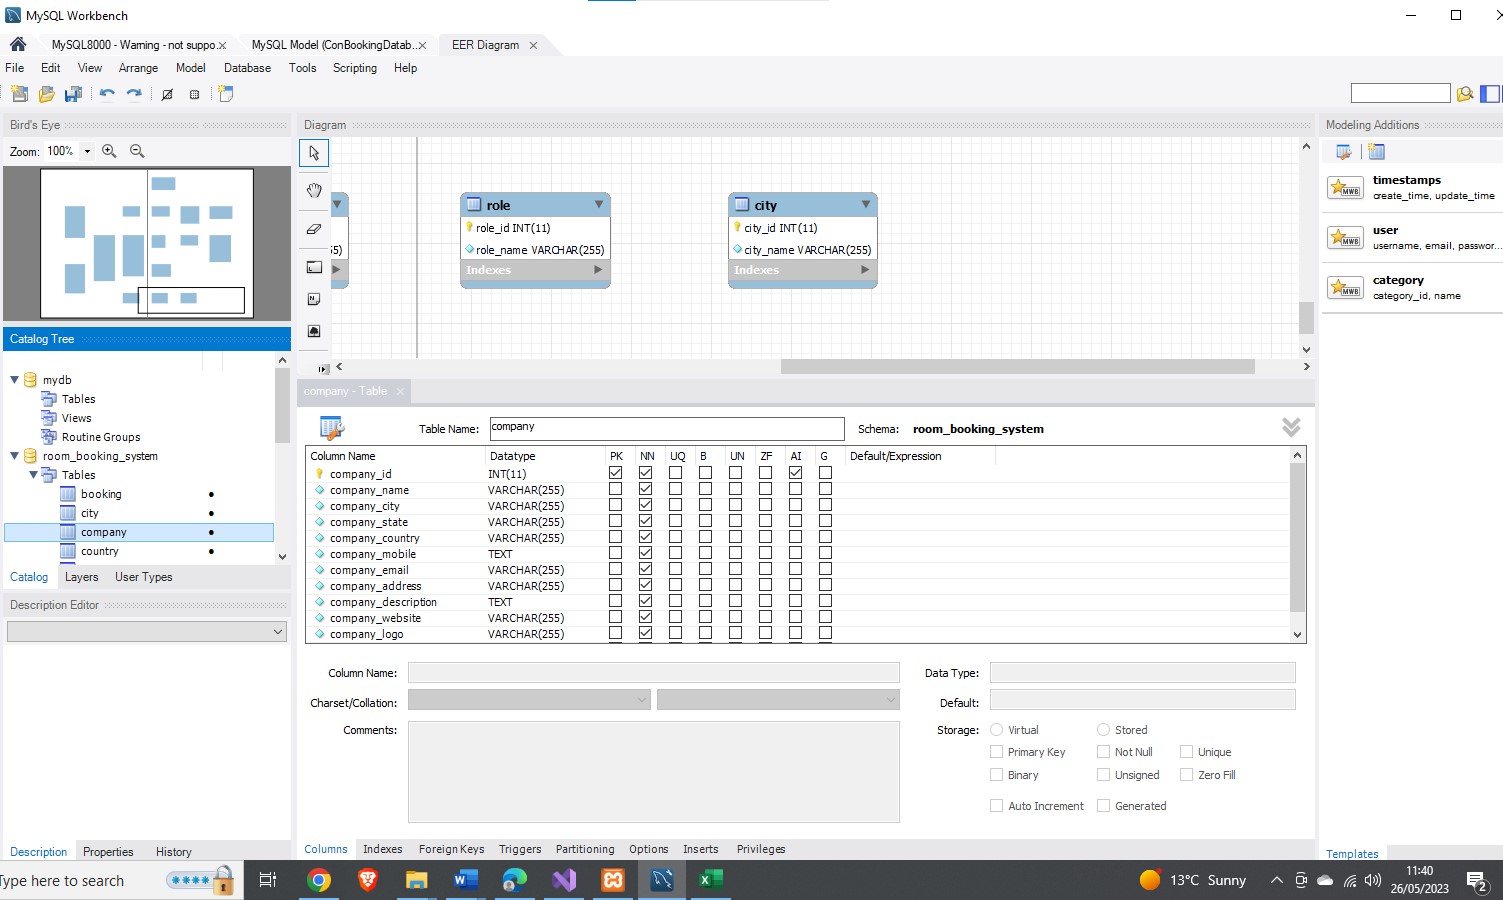 MySQL Workbench
MySQL8000 - Warning - not suppo...
MySQL Model (ConBookingDatab...
EER Diagram
File Edit View Arrange Model Database Tools Scripting Help
Bird's Eye
Zoom: 100%
Catalog Tree
mydb
Tables
Views
Routine Groups
room_booking_system
Tables
booking
city
company
country
Catalog Layers User Types
Description Editor
Description Properties History
Diagram
role
role_id INT(11)
role_name VARCHAR(255)
Indexes
city
city_id INT(11)
city_name VARCHAR(255)
Indexes
company - Table
Table Name: company Schema: room_booking_system
Column Name Datatype PK NN UQ B UN ZF AI G Default/Expression
company_id INT(11)
company_name VARCHAR(255)
company_city VARCHAR(255)
company_state VARCHAR(255)
company_country VARCHAR(255)
company_mobile TEXT
company_email VARCHAR(255)
company_address VARCHAR(255)
company_description TEXT
company_website VARCHAR(255)
company_logo VARCHAR(255)
Column Name: Data Type:
Charset/Collation: Default:
Comments: Storage: Virtual Stored
Primary Key Not Null Unique
Binary Unsigned Zero Fill
Auto Increment Generated
Columns Indexes Foreign Keys Triggers Partitioning Options Inserts Privileges
Modeling Additions
timestamps
create_time, update_time
user
username, email, passwor...
category
category_id, name
Templates
Type here to search
13°C Sunny
11:40
26/05/2023
2